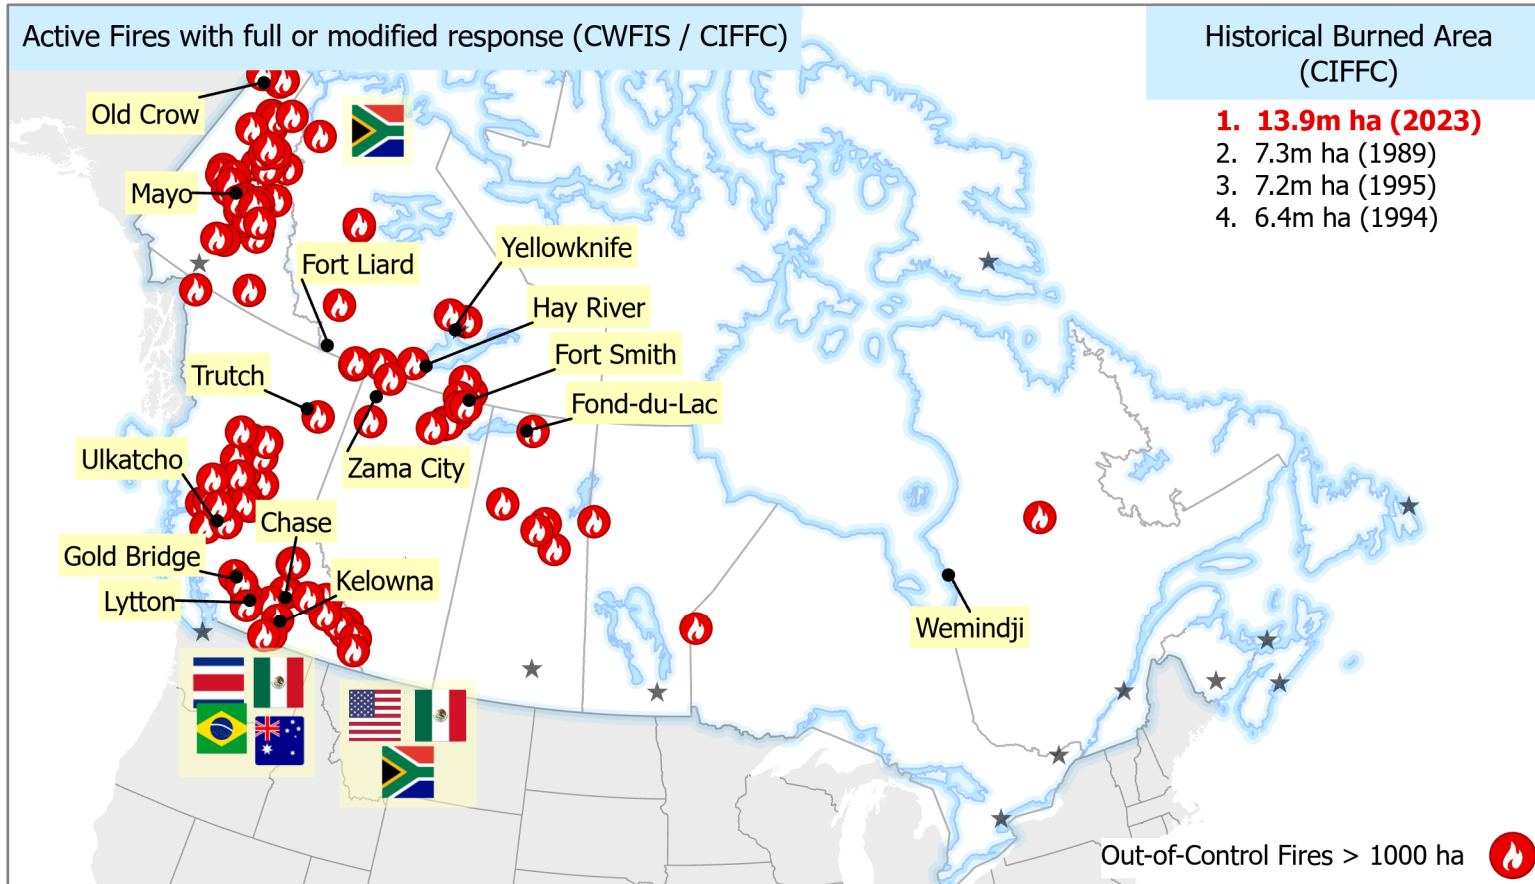 Active Fires with full or modified response (CWFIS / CIFFC)
Historical Burned Area
(CIFFC)
1. 13.9m ha (2023)
2. 7.3m ha (1989)
3. 7.2m ha (1995)
4. 6.4m ha (1994)
Old Crow
Mayo
Fort Liard
Yellowknife
Hay River
Fort Smith
Trutch
Fond-du-Lac
Ulkatcho
Zama City
Chase
Gold Bridge
Kelowna
Lytton
Wemindji
Out-of-Control Fires > 1000 ha